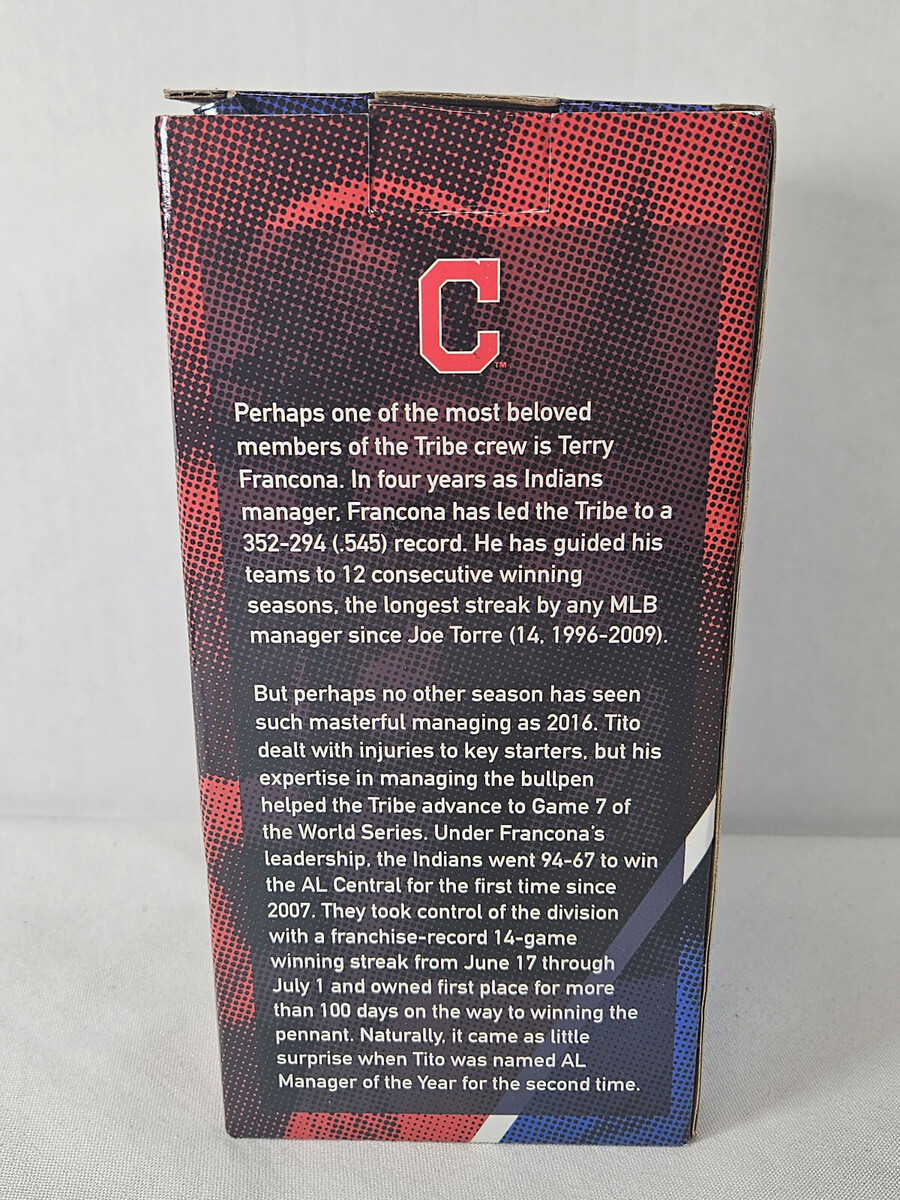 C
TM
Perhaps one of the most beloved
members of the Tribe crew is Terry
Francona. In four years as Indians
manager, Francona has led the Tribe to a
352-294 (.545) record. He has guided his
teams to 12 consecutive winning
seasons, the longest streak by any MLB
manager since Joe Torre (14, 1996-2009).
But perhaps no other season has seen
such masterful managing as 2016. Tito
dealt with injuries to key starters, but his
expertise in managing the bullpen
helped the Tribe advance to Game 7 of
the World Series. Under Francona's
leadership, the Indians went 94-67 to win
the AL Central for the first time since
2007. They took control of the division
with a franchise-record 14-game
winning streak from June 17 through
July 1 and owned first place for more
than 100 days on the way to winning the
pennant. Naturally, it came as little
surprise when Tito was named AL
Manager of the Year for the second time.